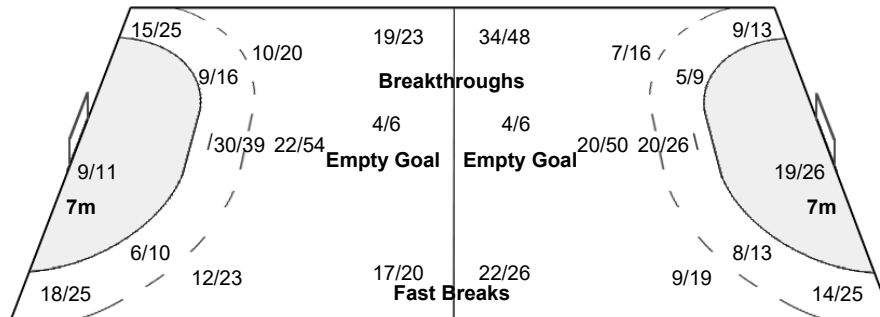 15/25 19/23 34/48 9/13
10/20 7/16
9/16 Breakthroughs 5/9
4/6 4/6
30/39 22/54 Empty Goal Empty Goal 20/50 20/26
9/11 19/26
7m 7m
6/10 8/13
12/23 17/20 22/26 9/19
18/25 Fast Breaks 14/25